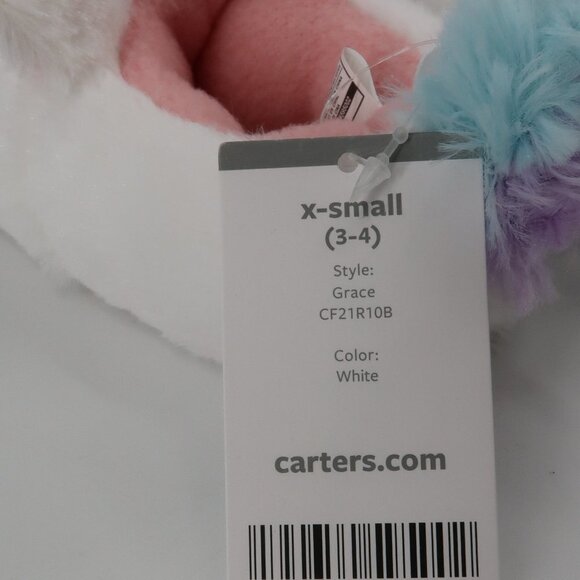 x-small
(3-4)
Style:
Grace
CF21R10B
Color:
White
carters.com